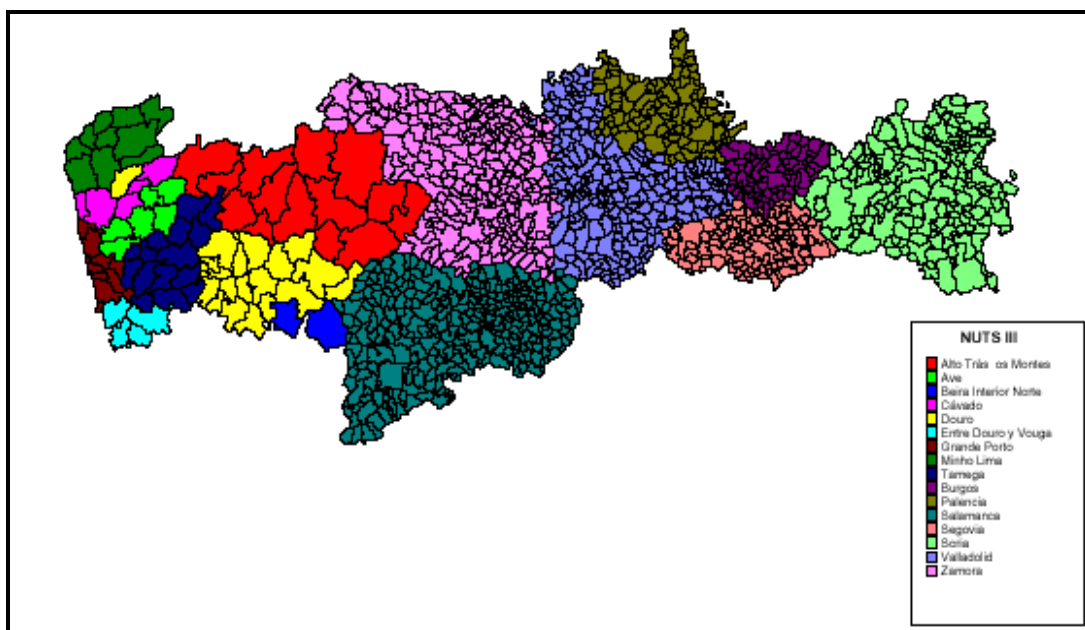 NUTS III
Alto Trás os Montes
Ave
Beira Interior Norte
Cávado
Douro
Entre Douro y Vouga
Grande Porto
Minho Lima
Tamega
Burgos
Palencia
Salamanca
Segovia
Soria
Valladolid
Zamora